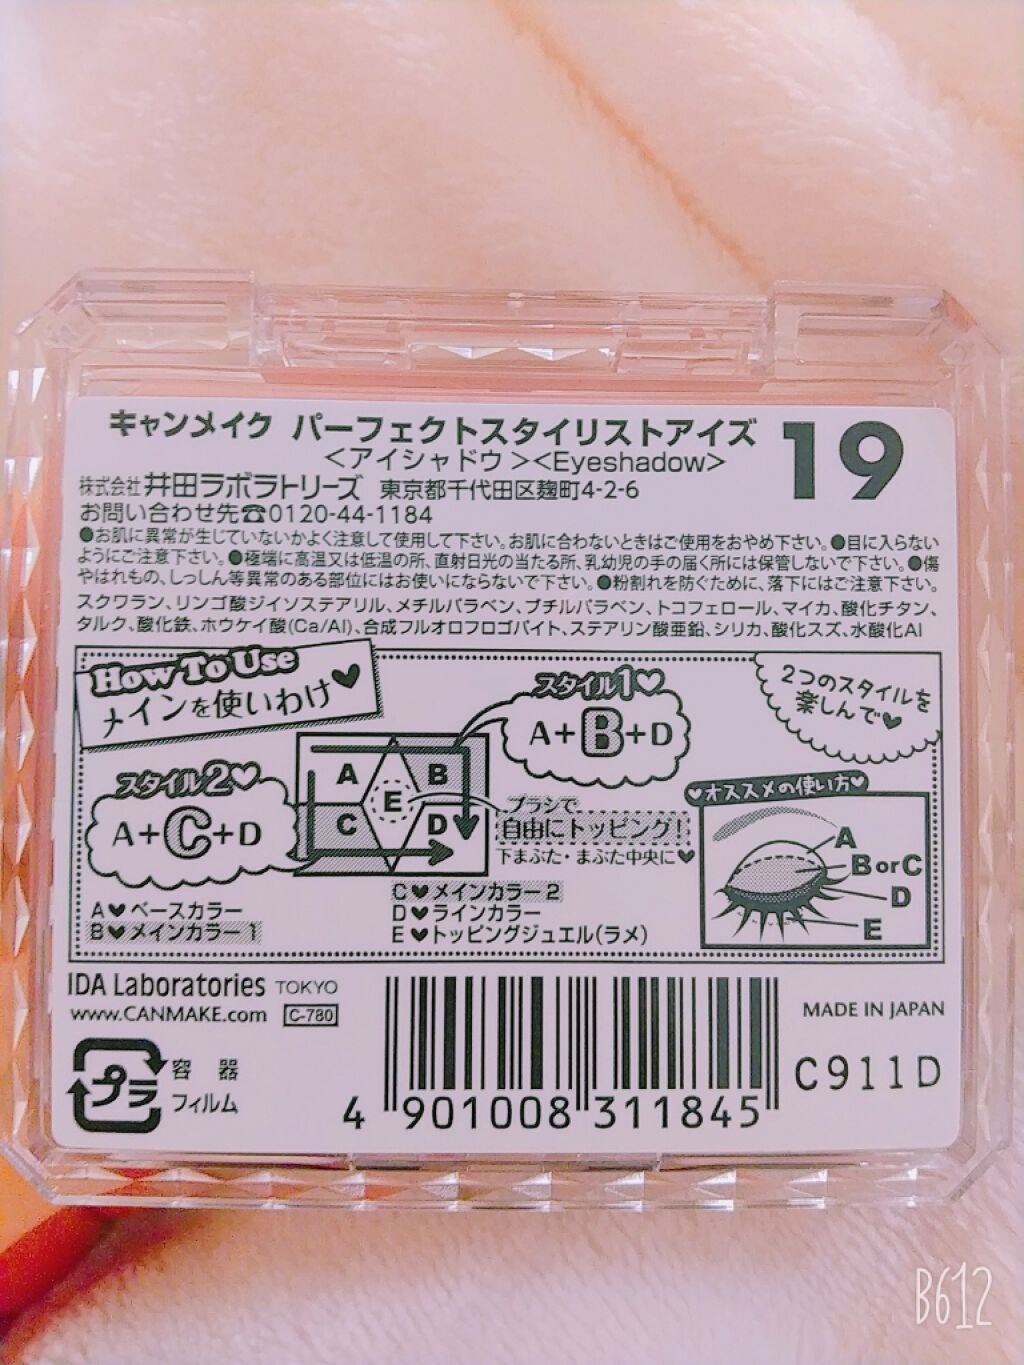 キャンメイク パーフェクトスタイリストアイズ 19
<アイシャドウ><Eyeshadow>
株式会社 井田ラボラトリーズ 東京都千代田区麹町4-2-6
お問い合わせ先☎0120-44-1184
●お肌に異常が生じていないかよく注意して使用して下さい。お肌に合わないときはご使用をおやめ下さい。●目に入らない
ようにご注意下さい。●極端に高温又は低温の所、直射日光の当たる所、乳幼児の手の届く所には保管しないで下さい。●傷
やはれもの、しっしん等異常のある部位にはお使いにならないで下さい。●粉割れを防ぐために、落下にはご注意下さい。
スクワラン、リンゴ酸ジイソステアリル、メチルパラベン、ブチルパラベン、トコフェロール、マイカ、酸化チタン、
タルク、酸化鉄、ホウケイ酸(Ca/Al)、合成フルオロフロゴパイト、ステアリン酸亜鉛、シリカ、酸化スズ、水酸化Al
How To Use
メインを使いわけ♥
スタイル1♡
A+B+D
2つのスタイルを
楽しんで♥
スタイル2♡
A+C+D
A B
E
C D
ブラシで
自由にトッピング!
下まぶた・まぶた中央に♥
♥オススメの使い方♥
A
B or C
D
E
A♥ベースカラー
B♥メインカラー1
C♥メインカラー2
D♥ラインカラー
E♥トッピングジュエル(ラメ)
IDA Laboratories TOKYO
www.CANMAKE.com C-780
MADE IN JAPAN
C911D
プラ
容器
フィルム
4 901008 311845
B612